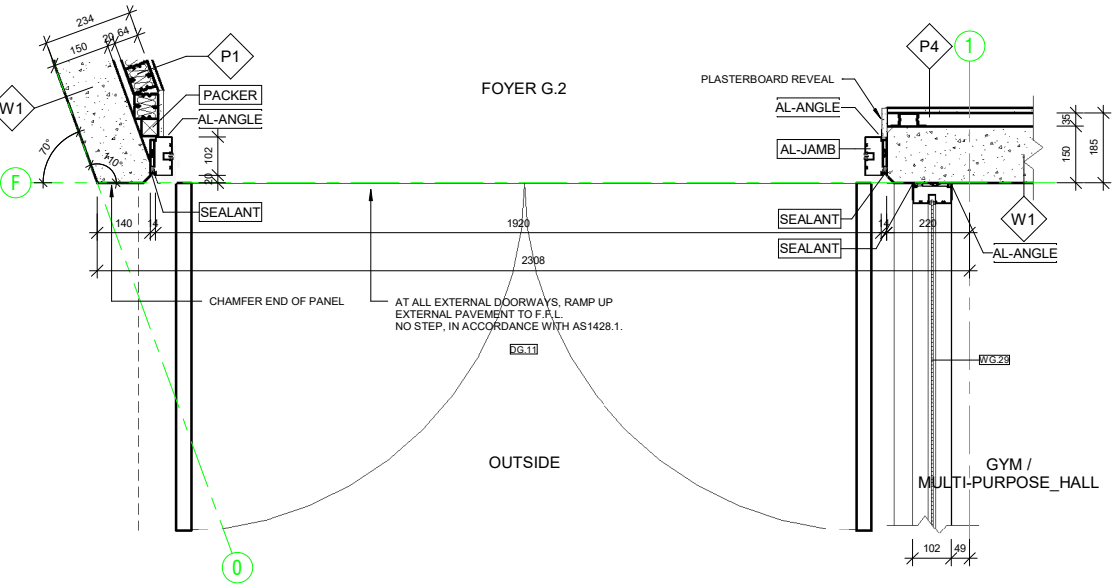 234
150
20
64
P1
W1
PACKER
AL-ANGLE
102
20
70°
110°
F
SEALANT
FOYER G.2
P4
1
PLASTERBOARD REVEAL
AL-ANGLE
AL-JAMB
35
150
185
SEALANT
SEALANT
W1
AL-ANGLE
140
14
1920
14
220
2308
CHAMFER END OF PANEL
AT ALL EXTERNAL DOORWAYS, RAMP UP
EXTERNAL PAVEMENT TO F.F.L.
NO STEP, IN ACCORDANCE WITH AS1428.1.
DG.11
WG.29
OUTSIDE
GYM /
MULTI-PURPOSE_HALL
102
49
0